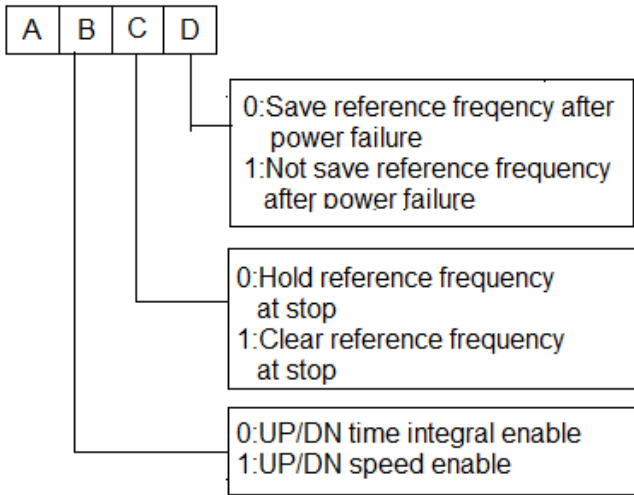 A B C D
0:Save reference freqency after
power failure
1:Not save reference frequency
after power failure
0:Hold reference frequency
at stop
1:Clear reference frequency
at stop
0:UP/DN time integral enable
1:UP/DN speed enable